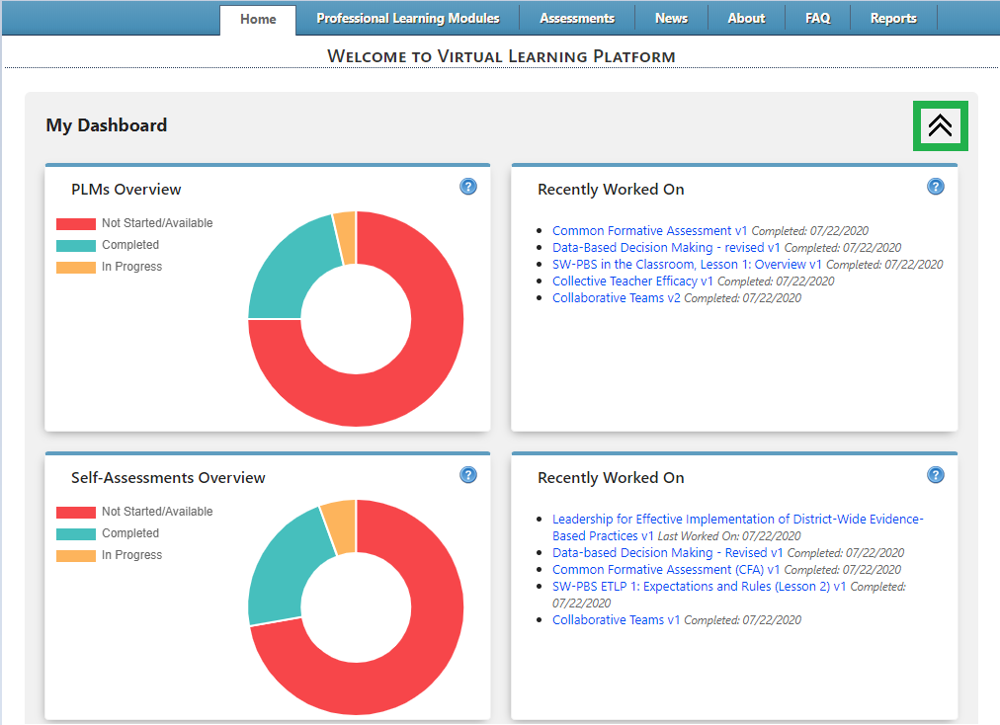 Home Professional Learning Modules Assessments News About FAQ Reports
Welcome to Virtual Learning Platform
My Dashboard
PLMs Overview ?
Not Started/Available
Completed
In Progress
Recently Worked On ?
Common Formative Assessment v1 Completed: 07/22/2020
Data-Based Decision Making - revised v1 Completed: 07/22/2020
SW-PBS in the Classroom, Lesson 1: Overview v1 Completed: 07/22/2020
Collective Teacher Efficacy v1 Completed: 07/22/2020
Collaborative Teams v2 Completed: 07/22/2020
Self-Assessments Overview ?
Not Started/Available
Completed
In Progress
Recently Worked On ?
Leadership for Effective Implementation of District-Wide Evidence-
Based Practices v1 Last Worked On: 07/22/2020
Data-based Decision Making - Revised v1 Completed: 07/22/2020
Common Formative Assessment (CFA) v1 Completed: 07/22/2020
SW-PBS ETLP 1: Expectations and Rules (Lesson 2) v1 Completed:
07/22/2020
Collaborative Teams v1 Completed: 07/22/2020